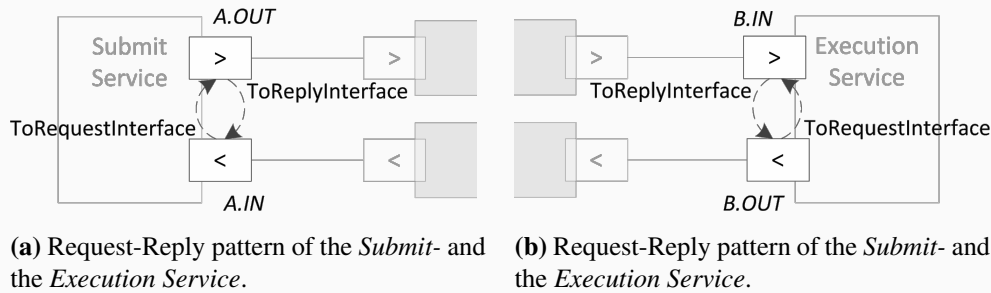 A.OUT
Submit
Service
>
>
ToReplyInterface
ToRequestInterface
<
<
A.IN
(a) Request-Reply pattern of the Submit- and
the Execution Service.
B.IN
Execution
Service
>
>
ToReplyInterface
ToRequestInterface
<
<
B.OUT
(b) Request-Reply pattern of the Submit- and
the Execution Service.